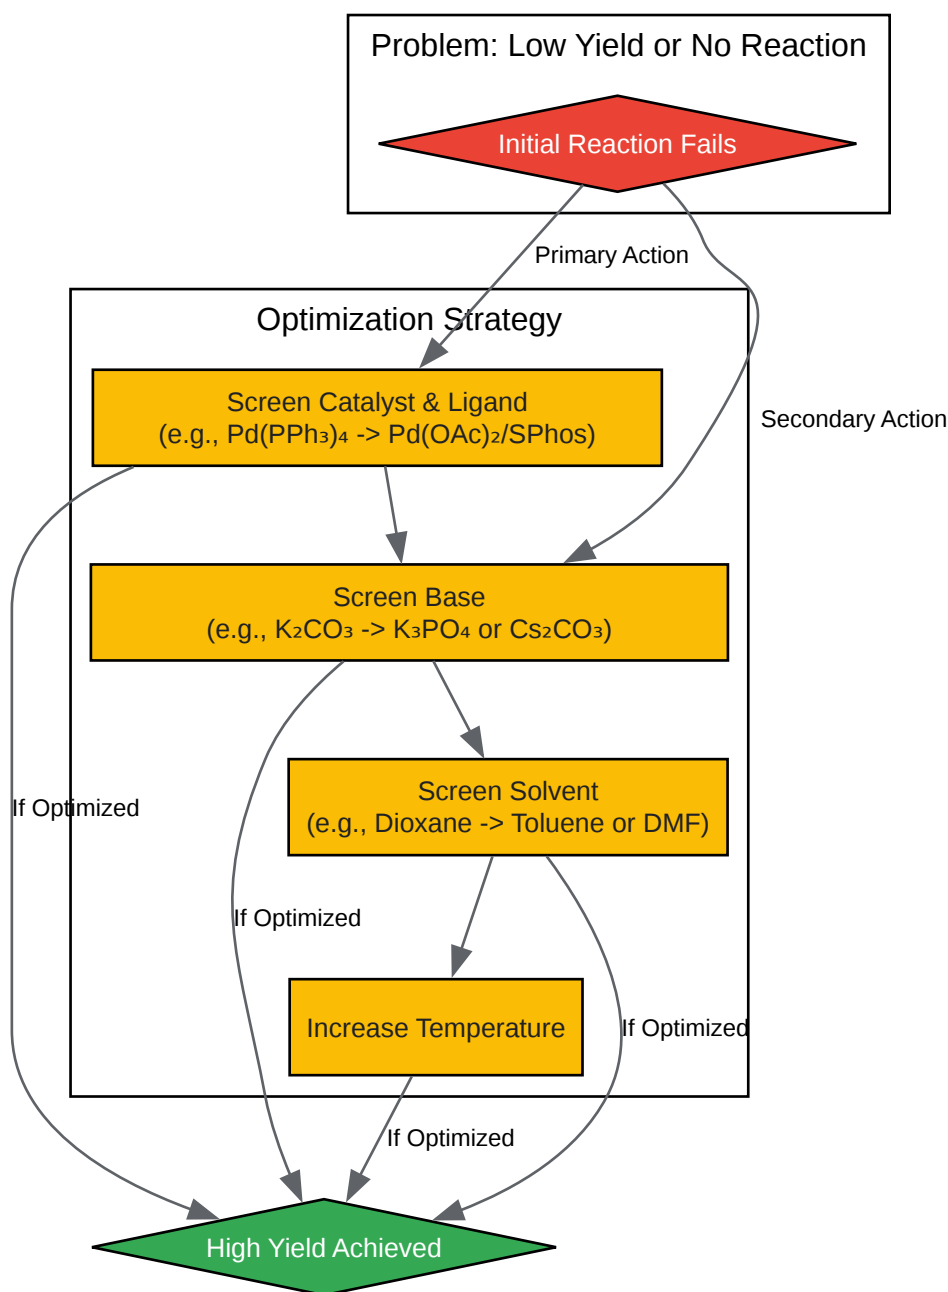 Problem: Low Yield or No Reaction
Initial Reaction Fails
Primary Action
Optimization Strategy
Screen Catalyst & Ligand
(e.g., Pd(PPh₃)₄ -> Pd(OAc)₂/SPhos)
Secondary Action
Screen Base
(e.g., K₂CO₃ -> K₃PO₄ or Cs₂CO₃)
Screen Solvent
(e.g., Dioxane -> Toluene or DMF)
If Optimized
If Optimized
Increase Temperature
If Optimized
If Optimized
High Yield Achieved